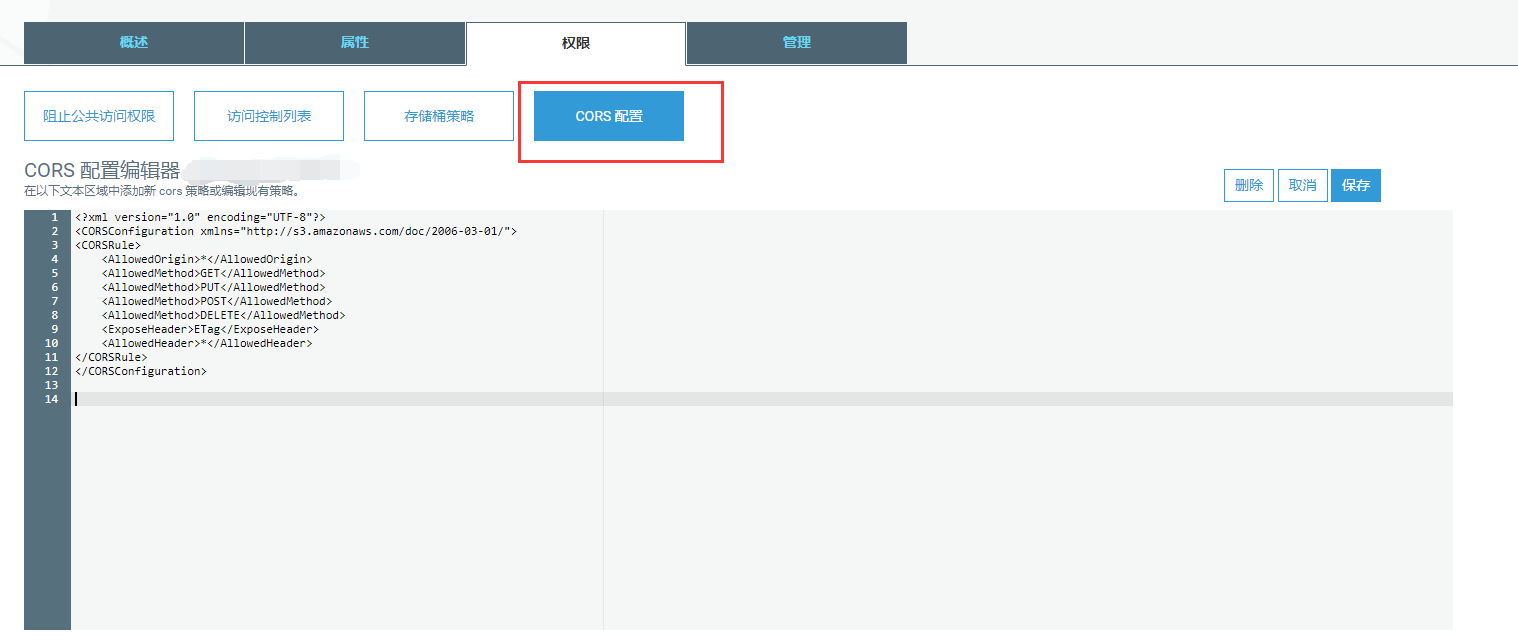 概述 属性 权限 管理
阻止公共访问权限 访问控制列表 存储桶策略 CORS 配置
CORS 配置编辑器
在以下文本区域中添加新 cors 策略或编辑现有策略。
删除 取消 保存
1 <?xml version="1.0" encoding="UTF-8"?>
2 <CORSConfiguration xmlns="http://s3.amazonaws.com/doc/2006-03-01/">
3 <CORSRule>
4     <AllowedOrigin>*</AllowedOrigin>
5     <AllowedMethod>GET</AllowedMethod>
6     <AllowedMethod>PUT</AllowedMethod>
7     <AllowedMethod>POST</AllowedMethod>
8     <AllowedMethod>DELETE</AllowedMethod>
9     <ExposeHeader>ETag</ExposeHeader>
10     <AllowedHeader>*</AllowedHeader>
11 </CORSRule>
12 </CORSConfiguration>
13
14